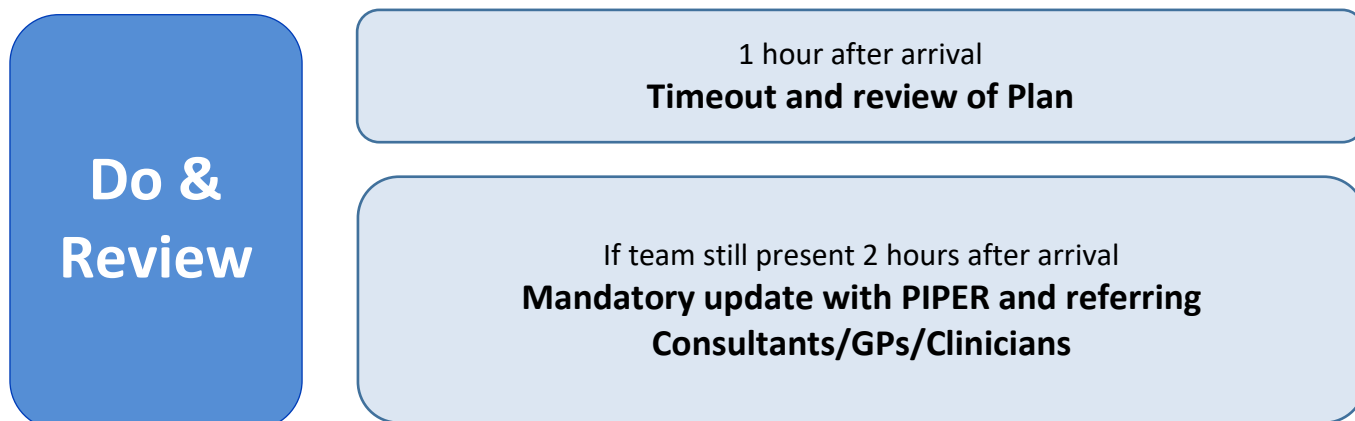 Do &
Review
1 hour after arrival
Timeout and review of Plan
If team still present 2 hours after arrival
Mandatory update with PIPER and referring
Consultants/GPs/Clinicians